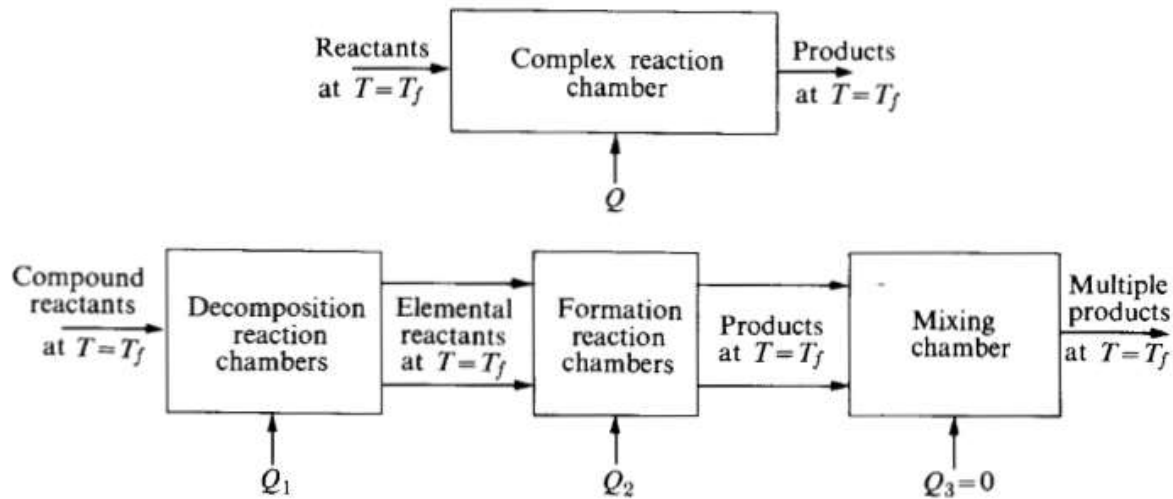 Reactants
at T=T_f
Complex reaction
chamber
Products
at T=T_f
Q
Compound
reactants
at T=T_f
Decomposition
reaction
chambers
Elemental
reactants
at T=T_f
Formation
reaction
chambers
Products
at T=T_f
Mixing
chamber
Multiple
products
at T=T_f
Q_1
Q_2
Q_3=0